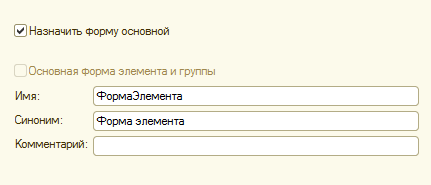 Назначить форму основной
Основная форма элемента и группы
Имя: ФормаЭлемента
Синоним: Форма элемента
Комментарий: